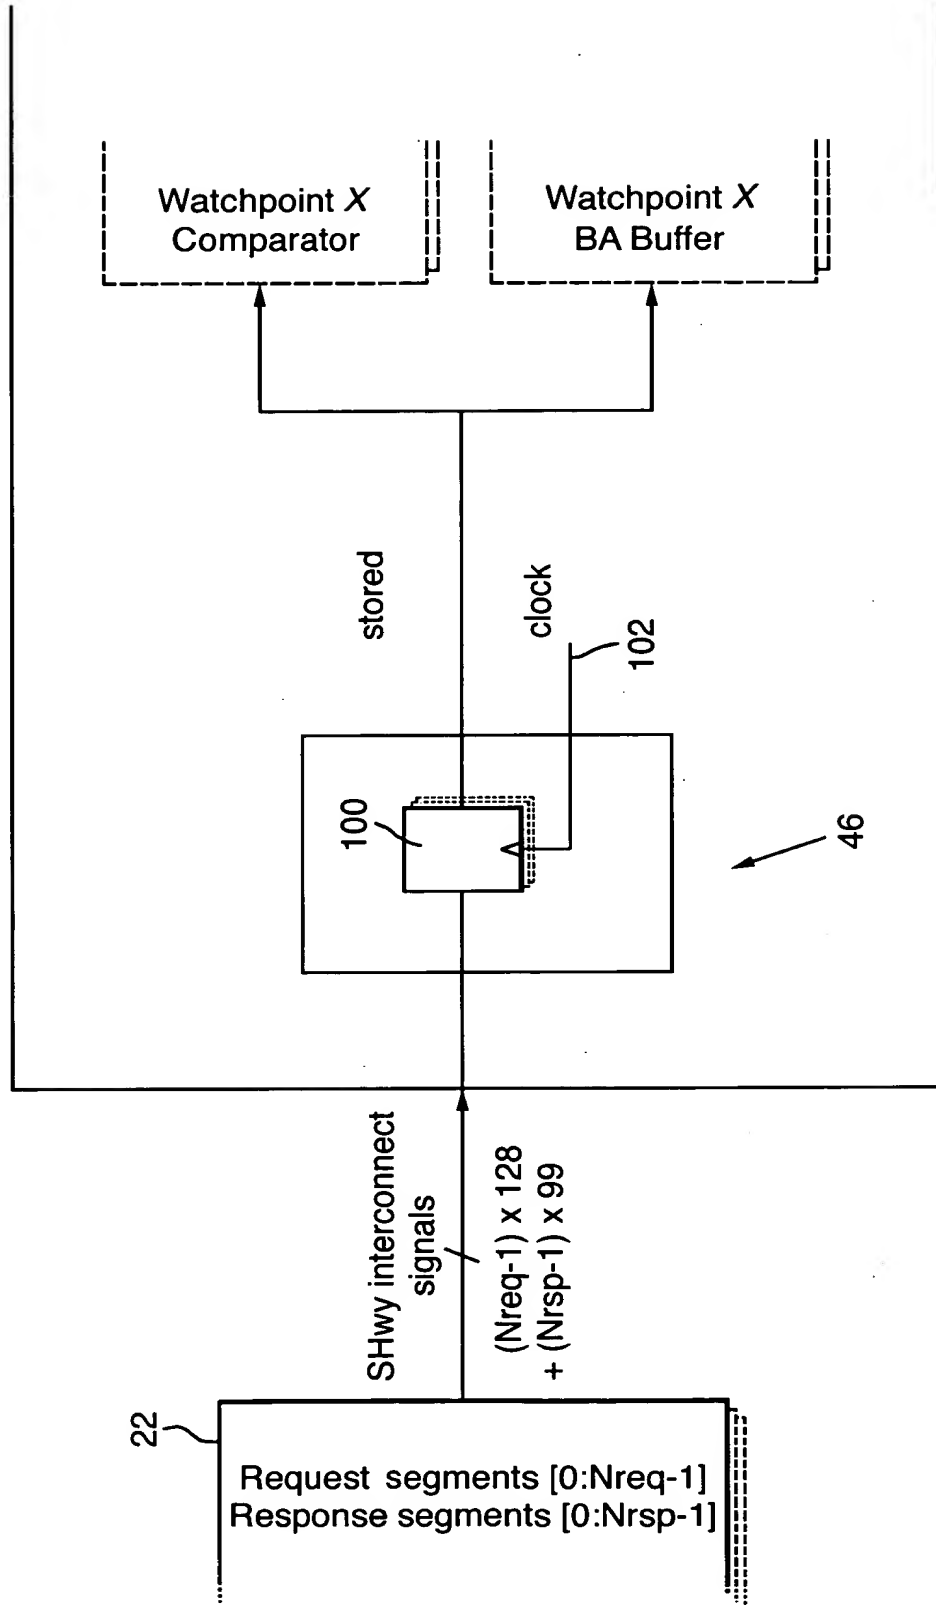 22
Request segments [0:Nreq-1]
Response segments [0:Nrsp-1]
SHwy interconnect
signals
(Nreq-1) x 128
+ (Nrsp-1) x 99
100
46
stored
clock
102
Watchpoint X
Comparator
Watchpoint X
BA Buffer